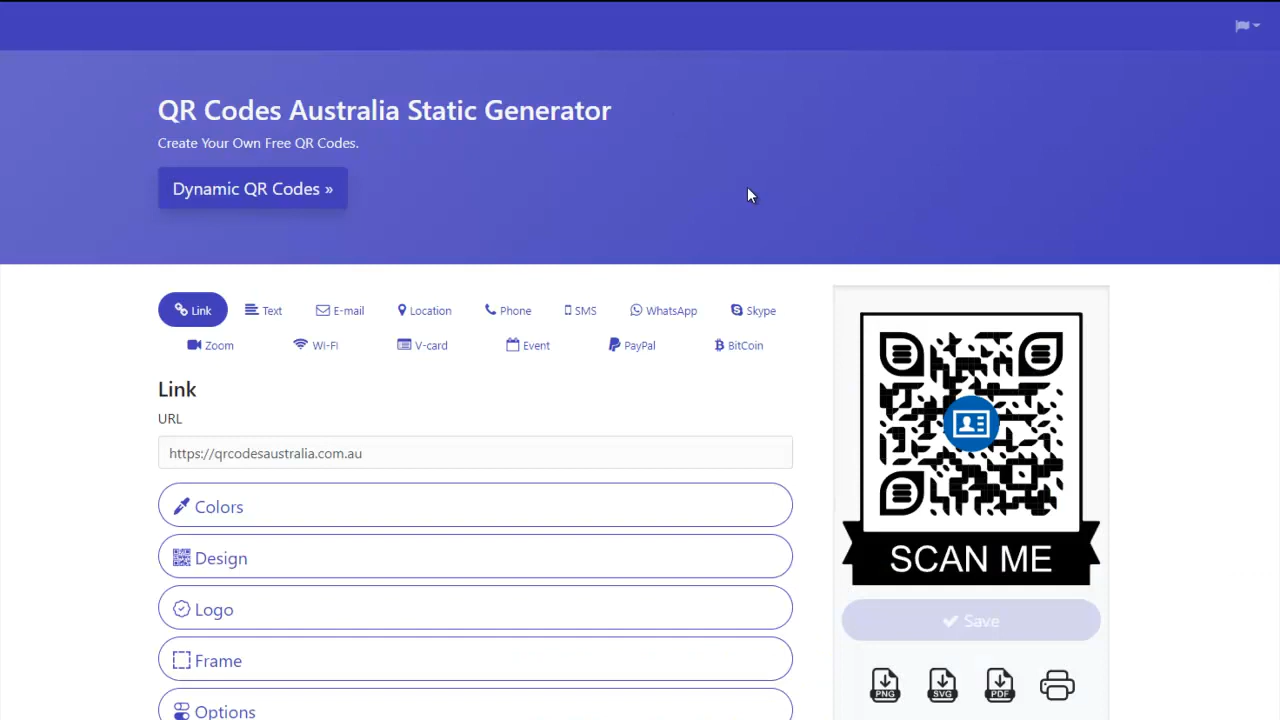 QR Codes Australia Static Generator
Create Your Own Free QR Codes.
Dynamic QR Codes »
Link Text E-mail Location Phone SMS WhatsApp Skype
Zoom WI-FI V-card Event PayPal BitCoin
Link
URL
https://qrcodesaustralia.com.au
Colors
Design
Logo
Frame
Options
SCAN ME
Save
PNG SVG PDF